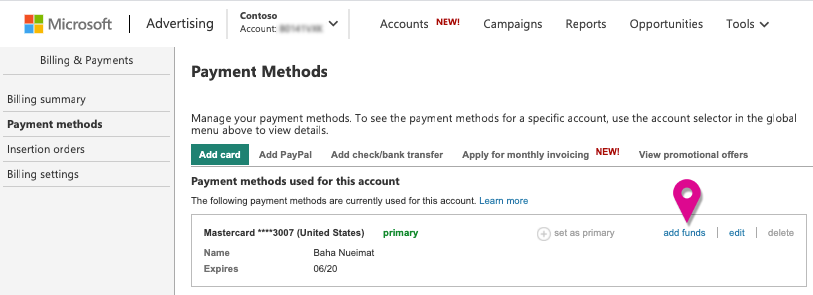 Microsoft
Advertising
Contoso
Account:
Accounts NEW!
Campaigns
Reports
Opportunities
Tools
Billing & Payments
Billing summary
Payment methods
Insertion orders
Billing settings
Payment Methods
Manage your payment methods. To see the payment methods for a specific account, use the account selector in the global
menu above to view details.
Add card Add PayPal Add check/bank transfer Apply for monthly invoicing NEW! View promotional offers
Payment methods used for this account
The following payment methods are currently used for this account. Learn more
Mastercard ****3007 (United States) primary set as primary add funds | edit | delete
Name Baha Nueimat
Expires 06/20